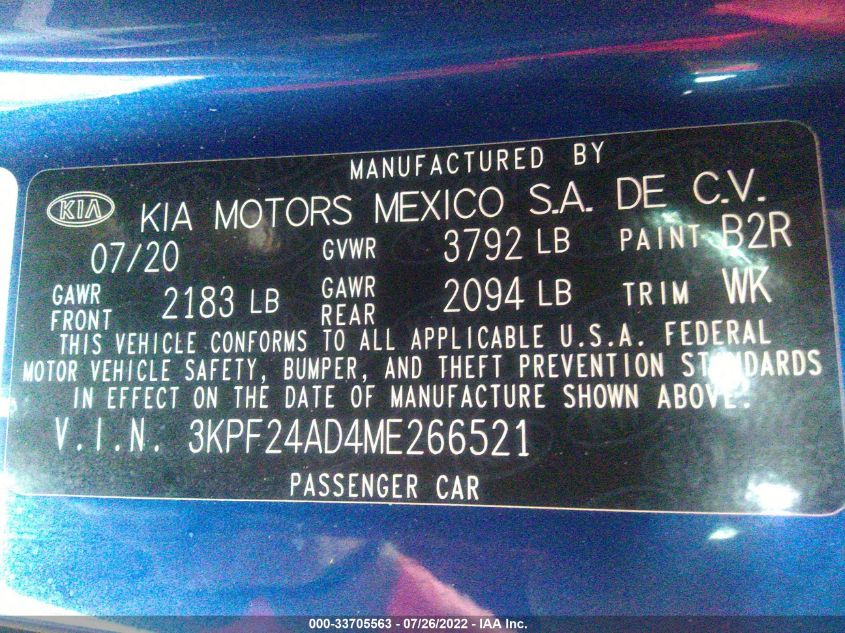 MANUFACTURED BY
KIA KIA MOTORS MEXICO S.A. DE C.V.
07/20 GVWR 3792 LB PAINT B2R
GAWR FRONT 2183 LB GAWR REAR 2094 LB TRIM WK
THIS VEHICLE CONFORMS TO ALL APPLICABLE U.S.A. FEDERAL
MOTOR VEHICLE SAFETY, BUMPER, AND THEFT PREVENTION STANDARDS
IN EFFECT ON THE DATE OF MANUFACTURE SHOWN ABOVE.
V.I.N. 3KPF24AD4ME266521
PASSENGER CAR
000-33705563 - 07/26/2022 - IAA Inc.